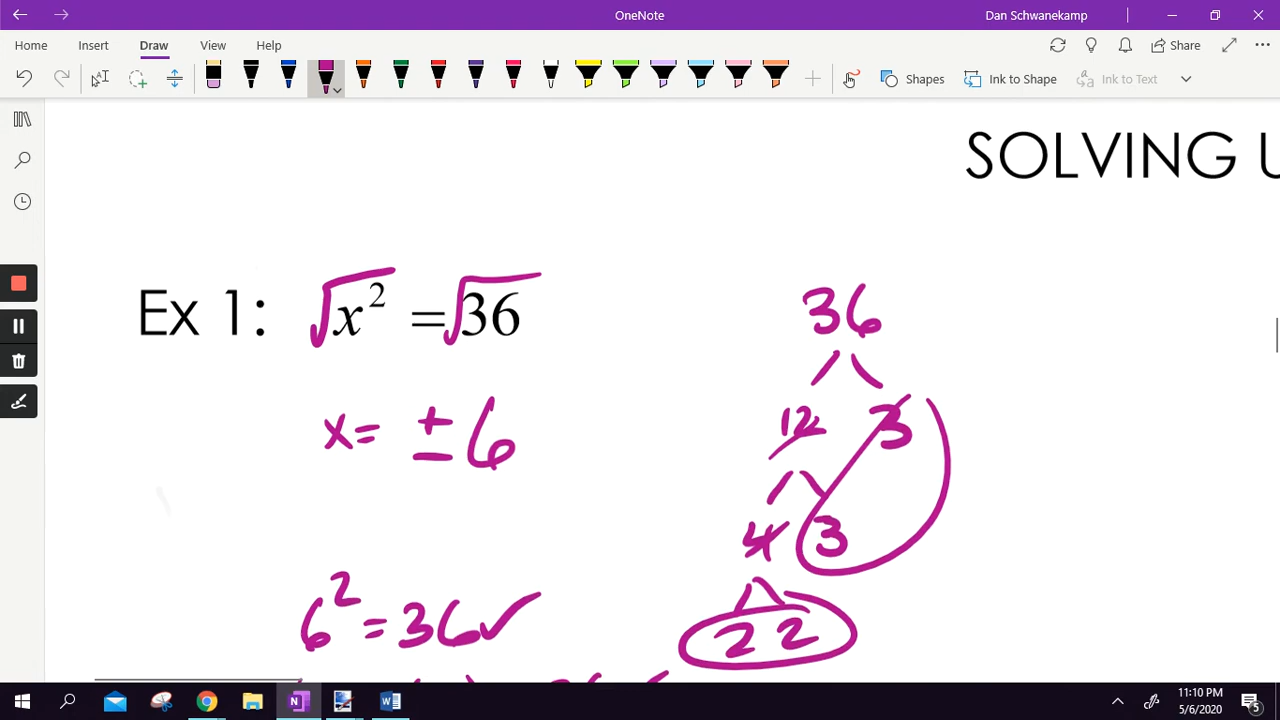 OneNote
Dan Schwanekamp
Home Insert Draw View Help
Share
Shapes
Ink to Shape
Ink to Text
SOLVING U
Ex 1: √x² = √36
x = ± 6
6² = 36 ✓
36
12 3
4 3
2 2
11:10 PM
5/6/2020
5